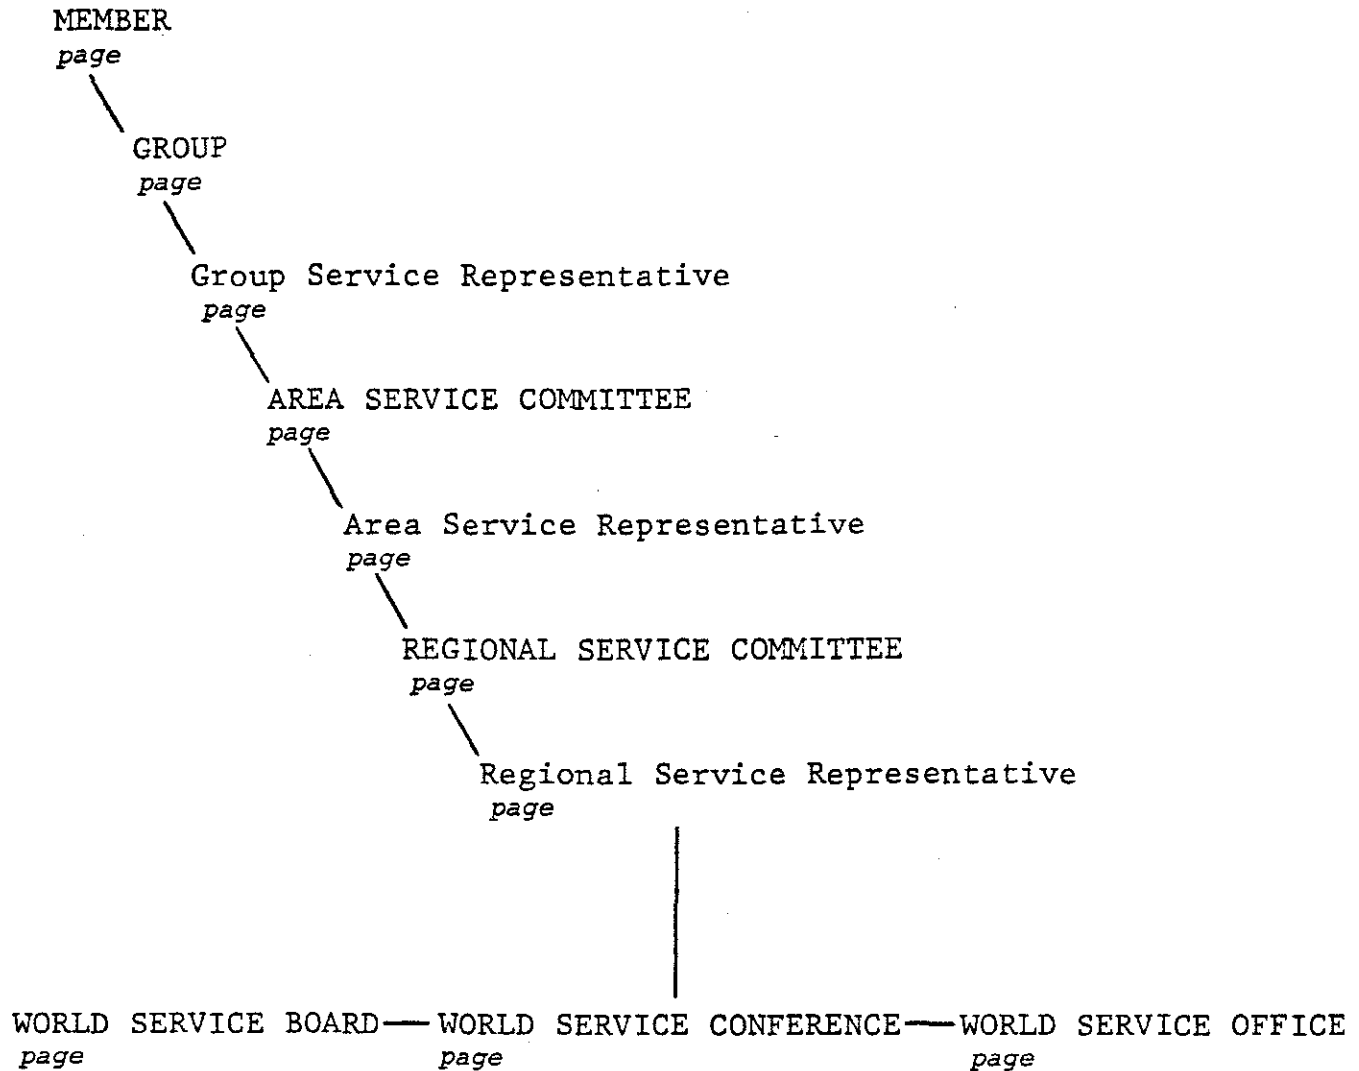 MEMBER
page
GROUP
page
Group Service Representative
page
AREA SERVICE COMMITTEE
page
Area Service Representative
page
REGIONAL SERVICE COMMITTEE
page
Regional Service Representative
page
WORLD SERVICE BOARD — WORLD SERVICE CONFERENCE — WORLD SERVICE OFFICE
page page page